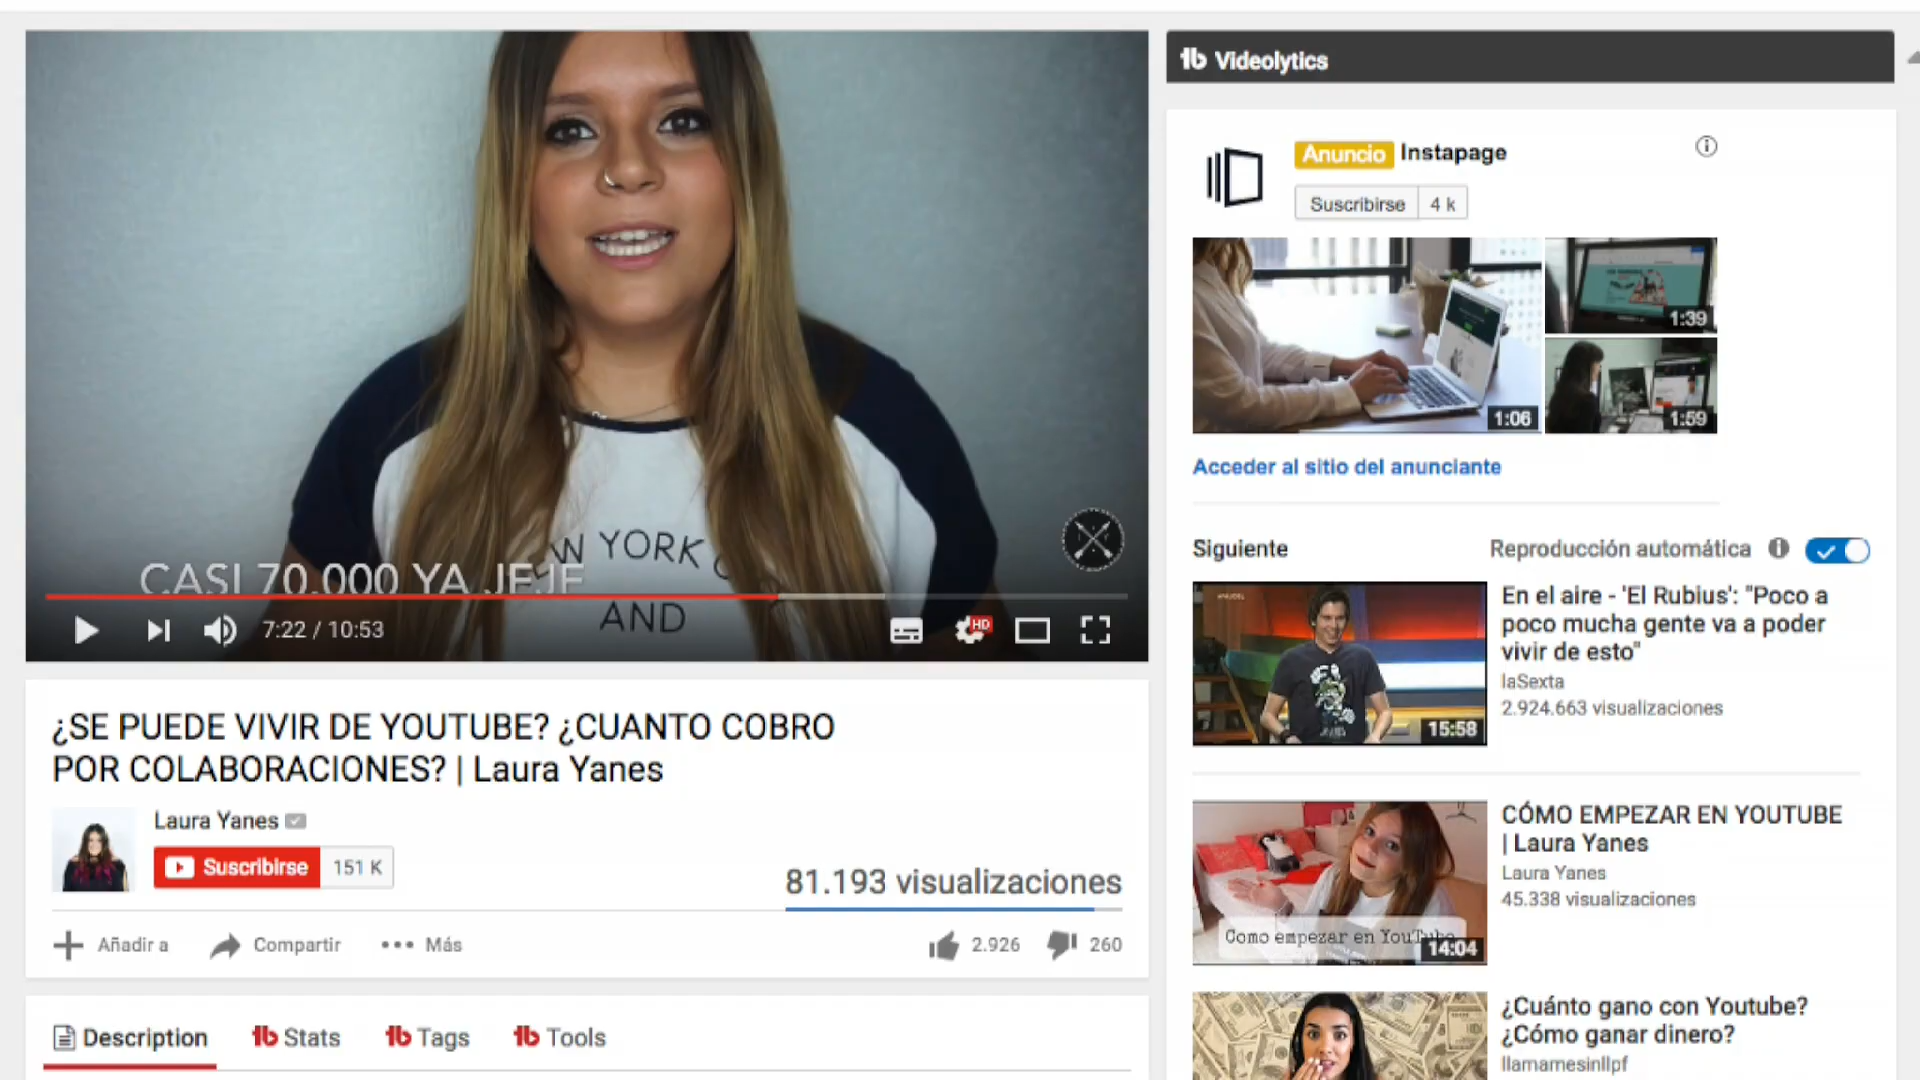 W YORK C
AND
CASI 70.000 YA JEJE
7:22 / 10:53
HD
¿SE PUEDE VIVIR DE YOUTUBE? ¿CUANTO COBRO
POR COLABORACIONES? | Laura Yanes
Laura Yanes
Suscribirse 151 K
81.193 visualizaciones
Añadir a Compartir Más 2.926 260
Description Stats Tags Tools
Videolytics
Anuncio Instapage
Suscribirse 4 k
1:39
1:06
1:59
Acceder al sitio del anunciante
Siguiente Reproducción automática
En el aire - 'El Rubius': "Poco a
poco mucha gente va a poder
vivir de esto"
laSexta
2.924.663 visualizaciones
15:58
CÓMO EMPEZAR EN YOUTUBE
| Laura Yanes
Laura Yanes
45.338 visualizaciones
Como empezar en YouTube
14:04
¿Cuánto gano con Youtube?
¿Cómo ganar dinero?
llamamesinllpf